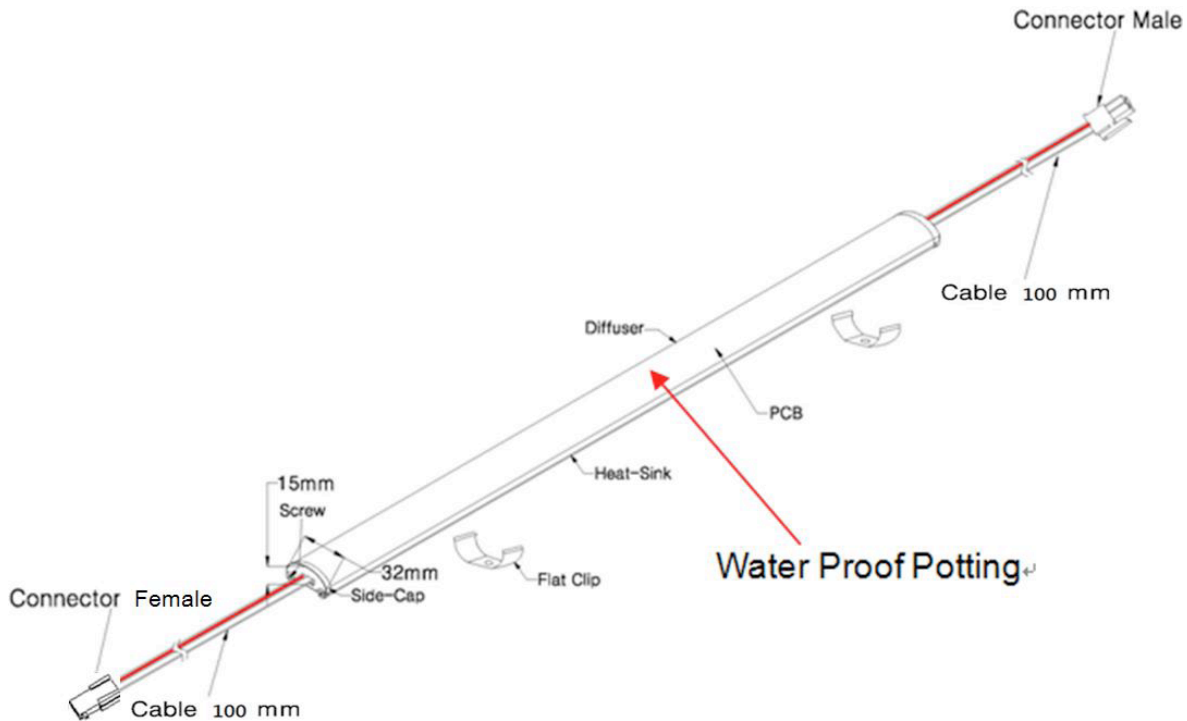 Connector Male
Cable 100 mm
Diffuser
PCB
Heat-Sink
15mm
Screw
Water Proof Potting
32mm
Flat Clip
Side-Cap
Connector Female
Cable 100 mm